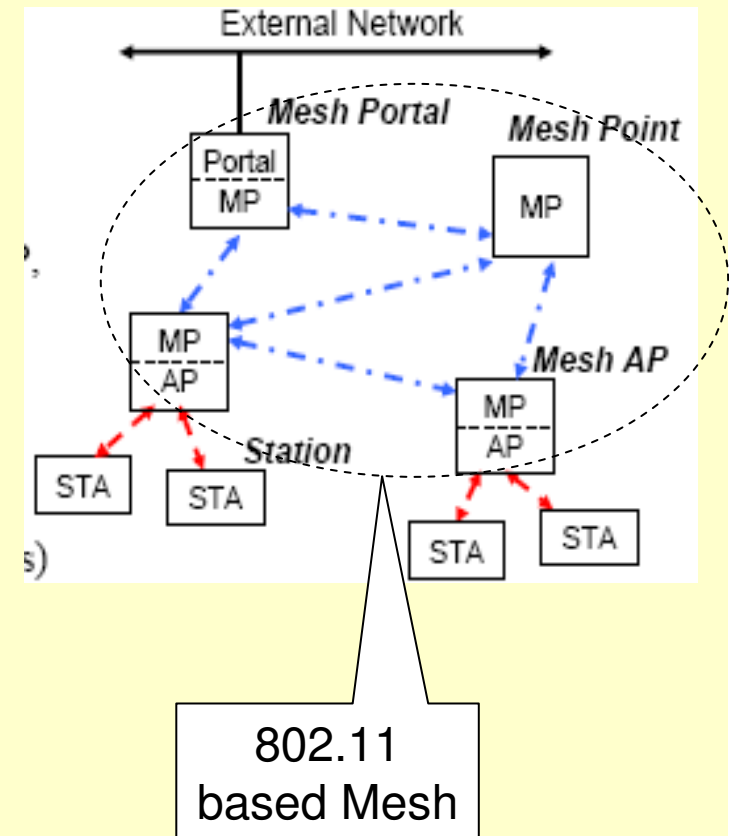 External Network
Mesh Portal
Mesh Point
Portal
MP
MP
,
MP
AP
Mesh AP
MP
AP
Station
STA
STA
STA
STA
s)
802.11
based Mesh